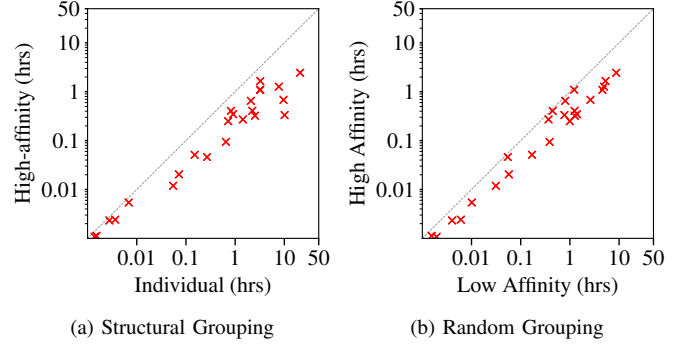 50
10
1
0.1
0.01
High-affinity (hrs)
0.01 0.1 1 10 50
Individual (hrs)
(a) Structural Grouping
50
10
1
0.1
0.01
High Affinity (hrs)
0.01 0.1 1 10 50
Low Affinity (hrs)
(b) Random Grouping